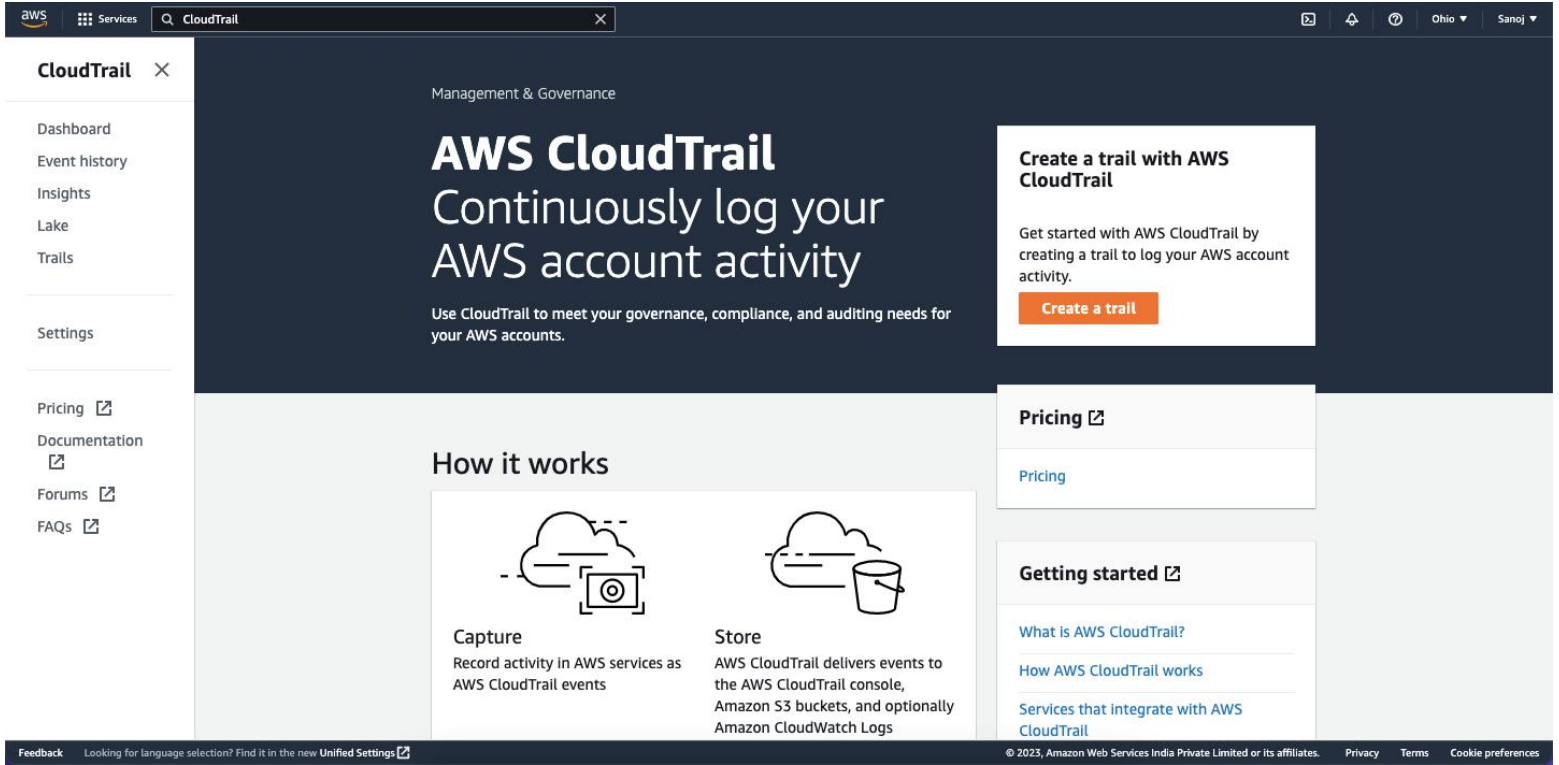 aws
Services
CloudTrail
Ohio ▼
Sanoj ▼
CloudTrail
Dashboard
Event history
Insights
Lake
Trails
Settings
Pricing
Documentation
Forums
FAQs
Management & Governance
AWS CloudTrail
Continuously log your
AWS account activity
Use CloudTrail to meet your governance, compliance, and auditing needs for
your AWS accounts.
Create a trail with AWS
CloudTrail
Get started with AWS CloudTrail by
creating a trail to log your AWS account
activity.
Create a trail
How it works
Capture
Record activity in AWS services as
AWS CloudTrail events
Store
AWS CloudTrail delivers events to
the AWS CloudTrail console,
Amazon S3 buckets, and optionally
Amazon CloudWatch Logs
Pricing
Pricing
Getting started
What is AWS CloudTrail?
How AWS CloudTrail works
Services that integrate with AWS
CloudTrail
Feedback
Looking for language selection? Find it in the new Unified Settings
© 2023, Amazon Web Services India Private Limited or its affiliates.
Privacy
Terms
Cookie preferences